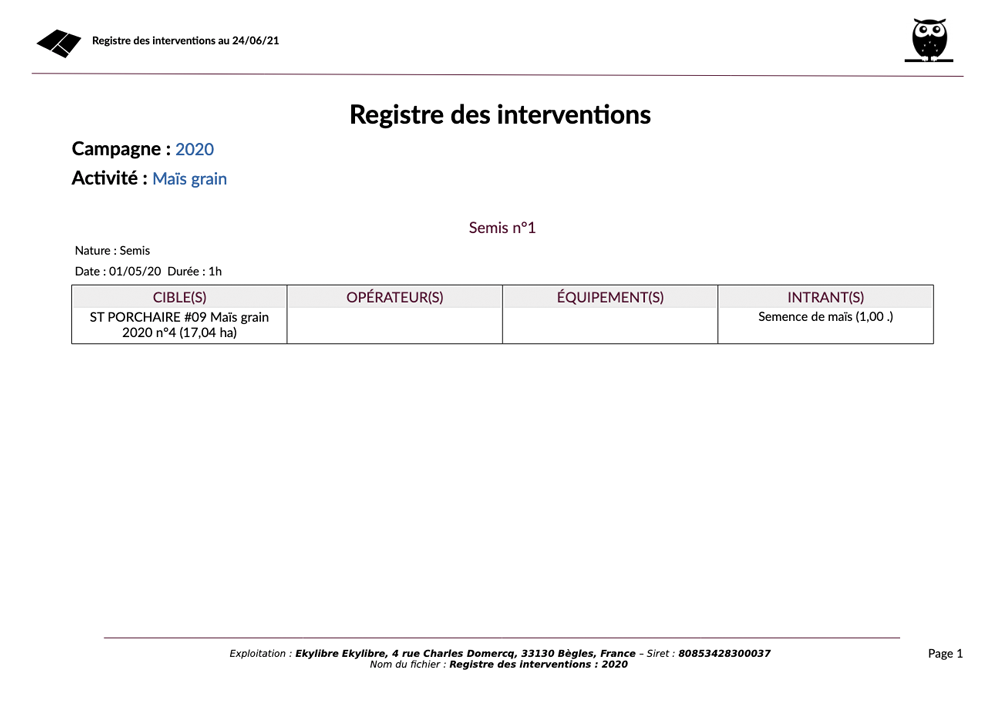 Registre des interventions au 24/06/21
Registre des interventions
Campagne : 2020
Activité : Maïs grain
Semis n°1
Nature : Semis
Date : 01/05/20 Durée : 1h
CIBLE(S) OPÉRATEUR(S) ÉQUIPEMENT(S) INTRANT(S)
ST PORCHAIRE #09 Maïs grain
2020 n°4 (17,04 ha)
Semence de maïs (1,00 .)
Exploitation : Ekylibre Ekylibre, 4 rue Charles Domercq, 33130 Bègles, France – Siret : 80853428300037
Nom du fichier : Registre des interventions : 2020
Page 1